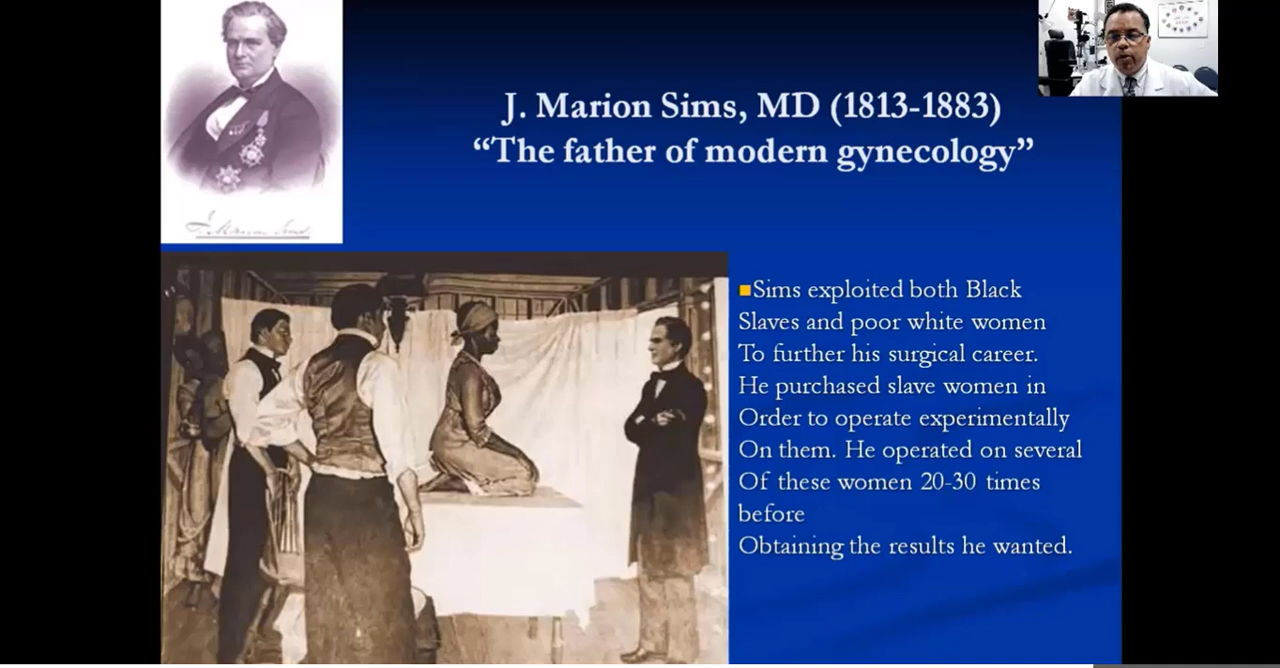 J. Marion Sims, MD (1813-1883)
“The father of modern gynecology”
J. Marion Sims
Sims exploited both Black
Slaves and poor white women
To further his surgical career.
He purchased slave women in
Order to operate experimentally
On them. He operated on several
Of these women 20-30 times
before
Obtaining the results he wanted.